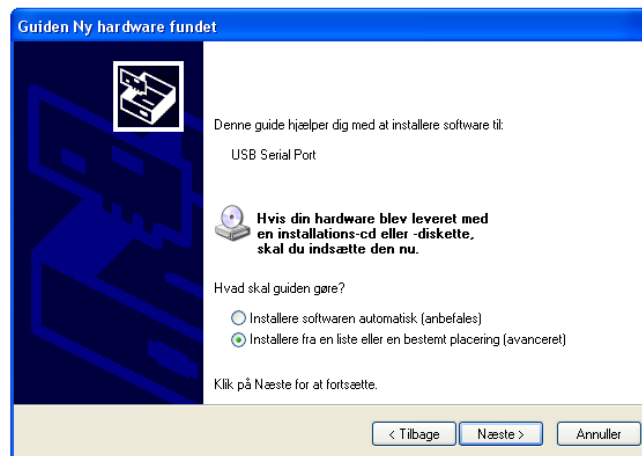 Guiden Ny hardware fundet
Denne guide hjælper dig med at installere software til:
USB Serial Port
Hvis din hardware blev leveret med
en installations-cd eller -diskette,
skal du indsætte den nu.
Hvad skal guiden gøre?
Installere softwaren automatisk (anbefales)
Installere fra en liste eller en bestemt placering (avanceret)
Klik på Næste for at fortsætte.
< Tilbage
Næste >
Annuller